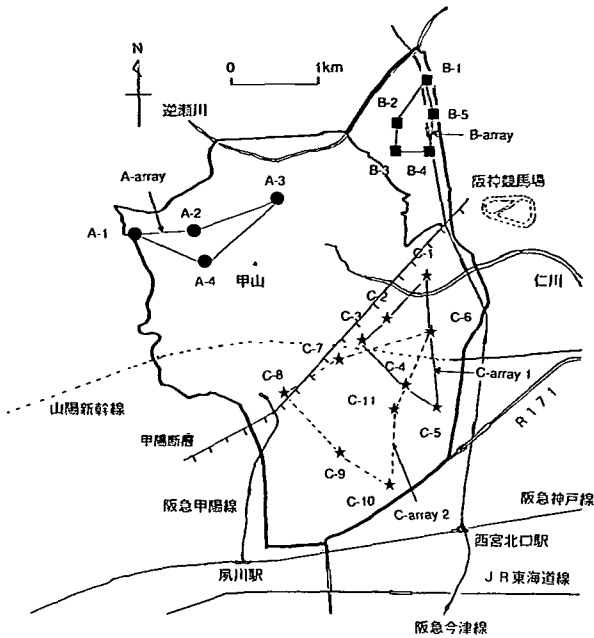 N
0 1km
B-1
B-2
B-5
B-array
B-3
B-4
逆瀬川
A-array
A-3
阪神競馬場
A-1
A-2
A-4
甲山
C-1
仁川
C-2
C-3
C-6
C-7
C-8
C-4
C-array 1
山陽新幹線
C-11
C-5
R171
甲陽断層
C-9
C-10
C-array 2
阪急甲陽線
阪急神戸線
西宮北口駅
夙川駅
JR東海道線
阪急今津線